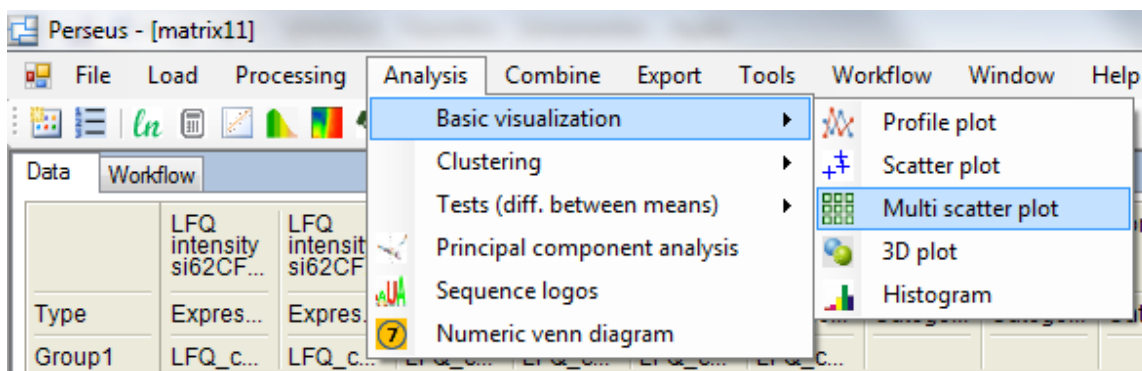 Perseus - [matrix11]
File Load Processing Analysis Combine Export Tools Workflow Window Help
ln
Basic visualization
Clustering
Tests (diff. between means)
Principal component analysis
Sequence logos
7 Numeric venn diagram
Profile plot
Scatter plot
Multi scatter plot
3D plot
Histogram
Data Workflow
LFQ intensity si62CF... LFQ intensit si62CF
Type Expres... Expres.
Group1 LFQ_c... LFQ_c...